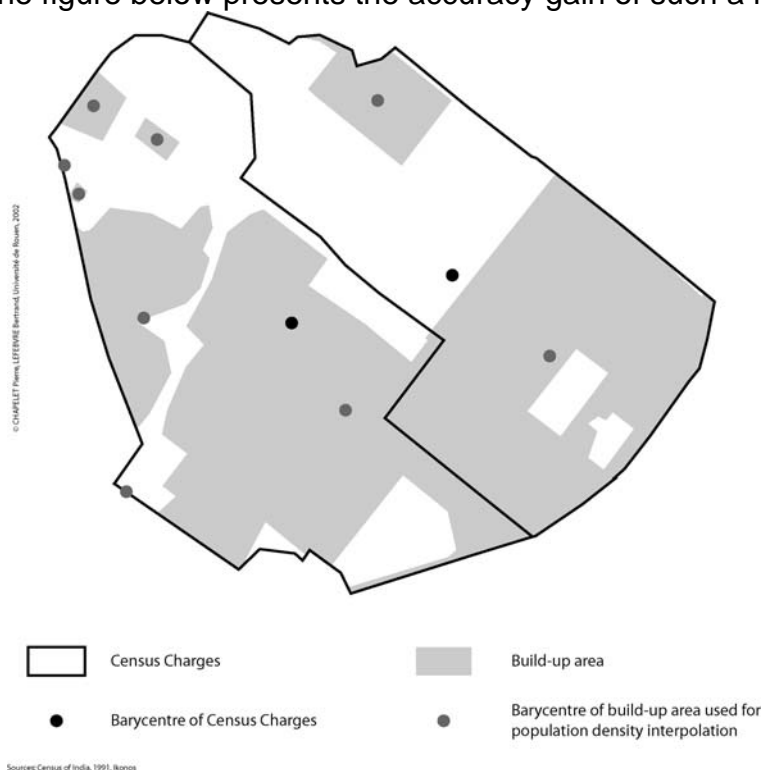 he figure below presents the accuracy gain of such a
© CHAPELET Pierre, LEFEBVRE Bertrand, Université de Rouen, 2002
Census Charges
Build-up area
Barycentre of Census Charges
Barycentre of build-up area used for
population density interpolation
Sources: Census of India, 1991, Ikonos